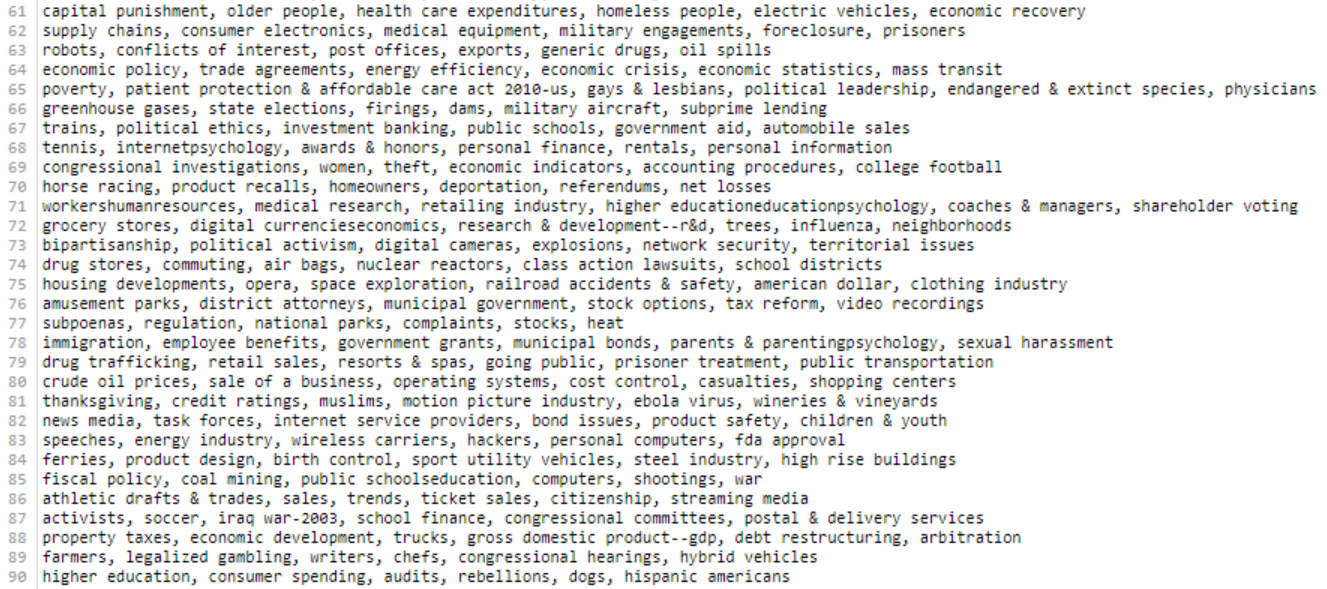 61 capital punishment, older people, health care expenditures, homeless people, electric vehicles, economic recovery
62 supply chains, consumer electronics, medical equipment, military engagements, foreclosure, prisoners
63 robots, conflicts of interest, post offices, exports, generic drugs, oil spills
64 economic policy, trade agreements, energy efficiency, economic crisis, economic statistics, mass transit
65 poverty, patient protection & affordable care act 2010-us, gays & lesbians, political leadership, endangered & extinct species, physicians
66 greenhouse gases, state elections, firings, dams, military aircraft, subprime lending
67 trains, political ethics, investment banking, public schools, government aid, automobile sales
68 tennis, internetpsychology, awards & honors, personal finance, rentals, personal information
69 congressional investigations, women, theft, economic indicators, accounting procedures, college football
70 horse racing, product recalls, homeowners, deportation, referendums, net losses
71 workershumanresources, medical research, retailing industry, higher educationeducationpsychology, coaches & managers, shareholder voting
72 grocery stores, digital currencieseconomics, research & development--r&d, trees, influenza, neighborhoods
73 bipartisanship, political activism, digital cameras, explosions, network security, territorial issues
74 drug stores, commuting, air bags, nuclear reactors, class action lawsuits, school districts
75 housing developments, opera, space exploration, railroad accidents & safety, american dollar, clothing industry
76 amusement parks, district attorneys, municipal government, stock options, tax reform, video recordings
77 subpoenas, regulation, national parks, complaints, stocks, heat
78 immigration, employee benefits, government grants, municipal bonds, parents & parentingpsychology, sexual harassment
79 drug trafficking, retail sales, resorts & spas, going public, prisoner treatment, public transportation
80 crude oil prices, sale of a business, operating systems, cost control, casualties, shopping centers
81 thanksgiving, credit ratings, muslims, motion picture industry, ebola virus, wineries & vineyards
82 news media, task forces, internet service providers, bond issues, product safety, children & youth
83 speeches, energy industry, wireless carriers, hackers, personal computers, fda approval
84 ferries, product design, birth control, sport utility vehicles, steel industry, high rise buildings
85 fiscal policy, coal mining, public schoolseducation, computers, shootings, war
86 athletic drafts & trades, sales, trends, ticket sales, citizenship, streaming media
87 activists, soccer, iraq war-2003, school finance, congressional committees, postal & delivery services
88 property taxes, economic development, trucks, gross domestic product--gdp, debt restructuring, arbitration
89 farmers, legalized gambling, writers, chefs, congressional hearings, hybrid vehicles
90 higher education, consumer spending, audits, rebellions, dogs, hispanic americans